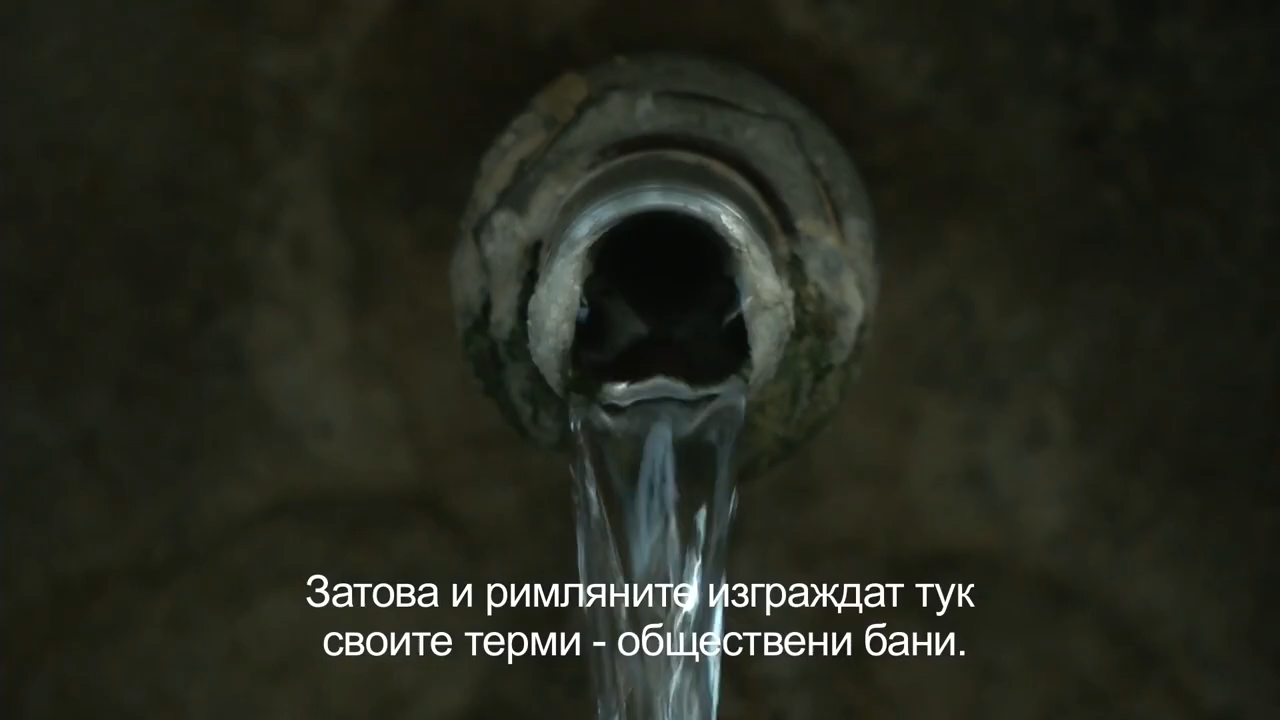 Затова и римляните изграждат тук
своите терми - обществени бани.